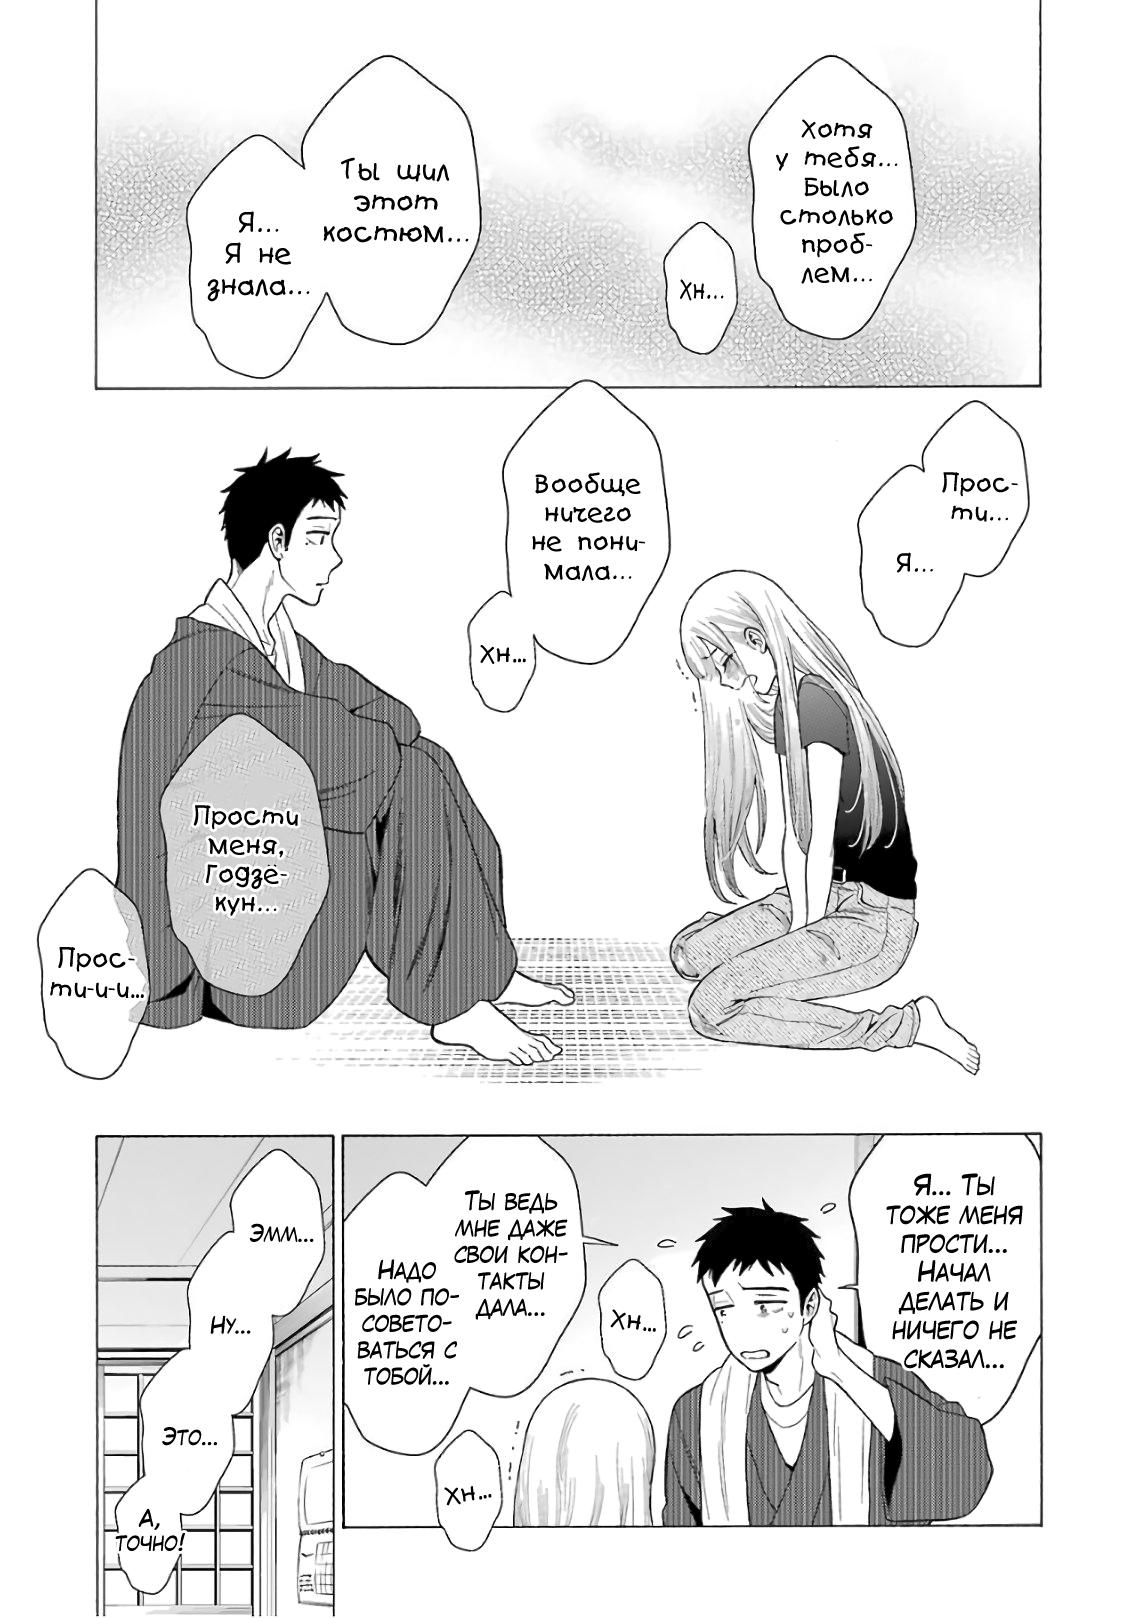 Хотя
у тебя...
Было
столько
проб-
лем...
Хн...
Ты шил
этот
костюм...
Я...
Я не
знала...
Прос-
ти...
Я...
Вообще
ничего
не пони-
мала...
Хн...
Прости
меня,
Годзё-
кун...
Прос-
ти-и-и...
Я... Ты
тоже меня
прости...
Начал
делать и
ничего не
сказал...
Ты ведь
мне даже
свои кон-
такты
дала...
Хн...
Надо
было по-
совето-
ваться с
тобой...
Хн...
Эмм...
Ну...
Это...
А,
точно!